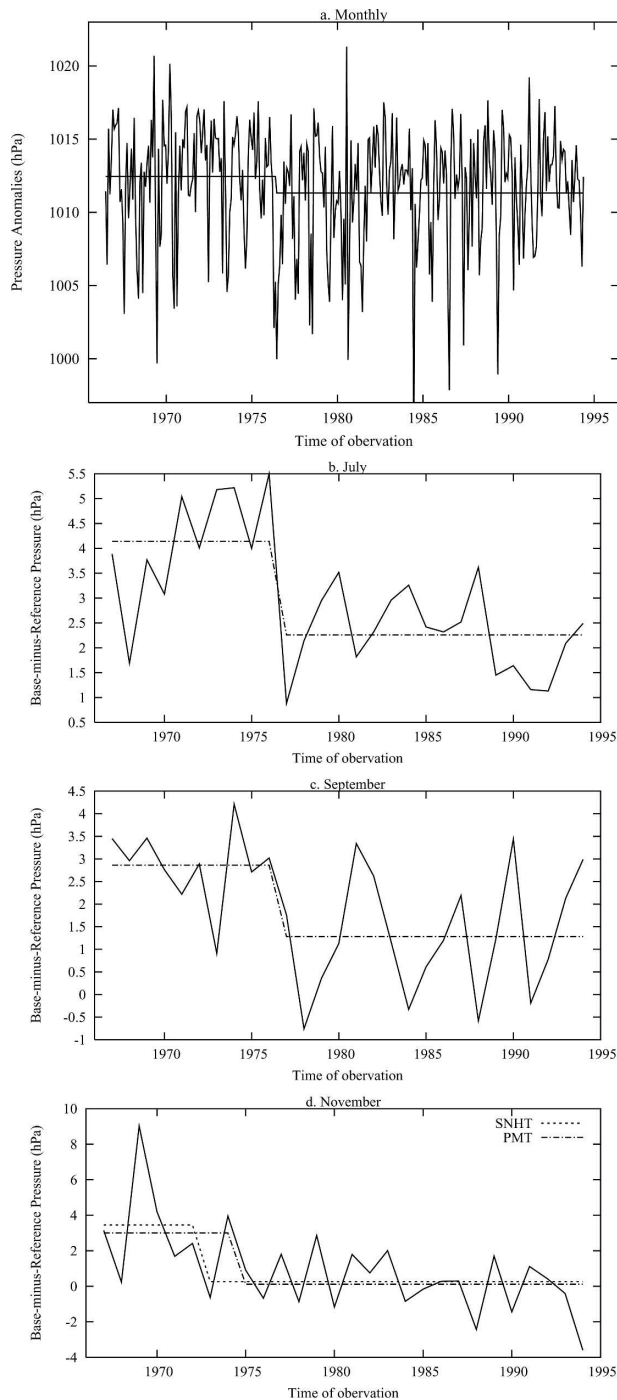 a. Monthly
Pressure Anomalies (hPa)
1020
1015
1010
1005
1000
1970 1975 1980 1985 1990 1995
Time of obervation
b. July
Base-minus-Reference Pressure (hPa)
5.5
5
4.5
4
3.5
3
2.5
2
1.5
1
0.5
1970 1975 1980 1985 1990 1995
Time of obervation
c. September
Base-minus-Reference Pressure (hPa)
4.5
4
3.5
3
2.5
2
1.5
1
0.5
0
-0.5
-1
1970 1975 1980 1985 1990 1995
Time of obervation
d. November
Base-minus-Reference Pressure (hPa)
SNHT
PMT
10
8
6
4
2
0
-2
-4
1970 1975 1980 1985 1990 1995
Time of obervation